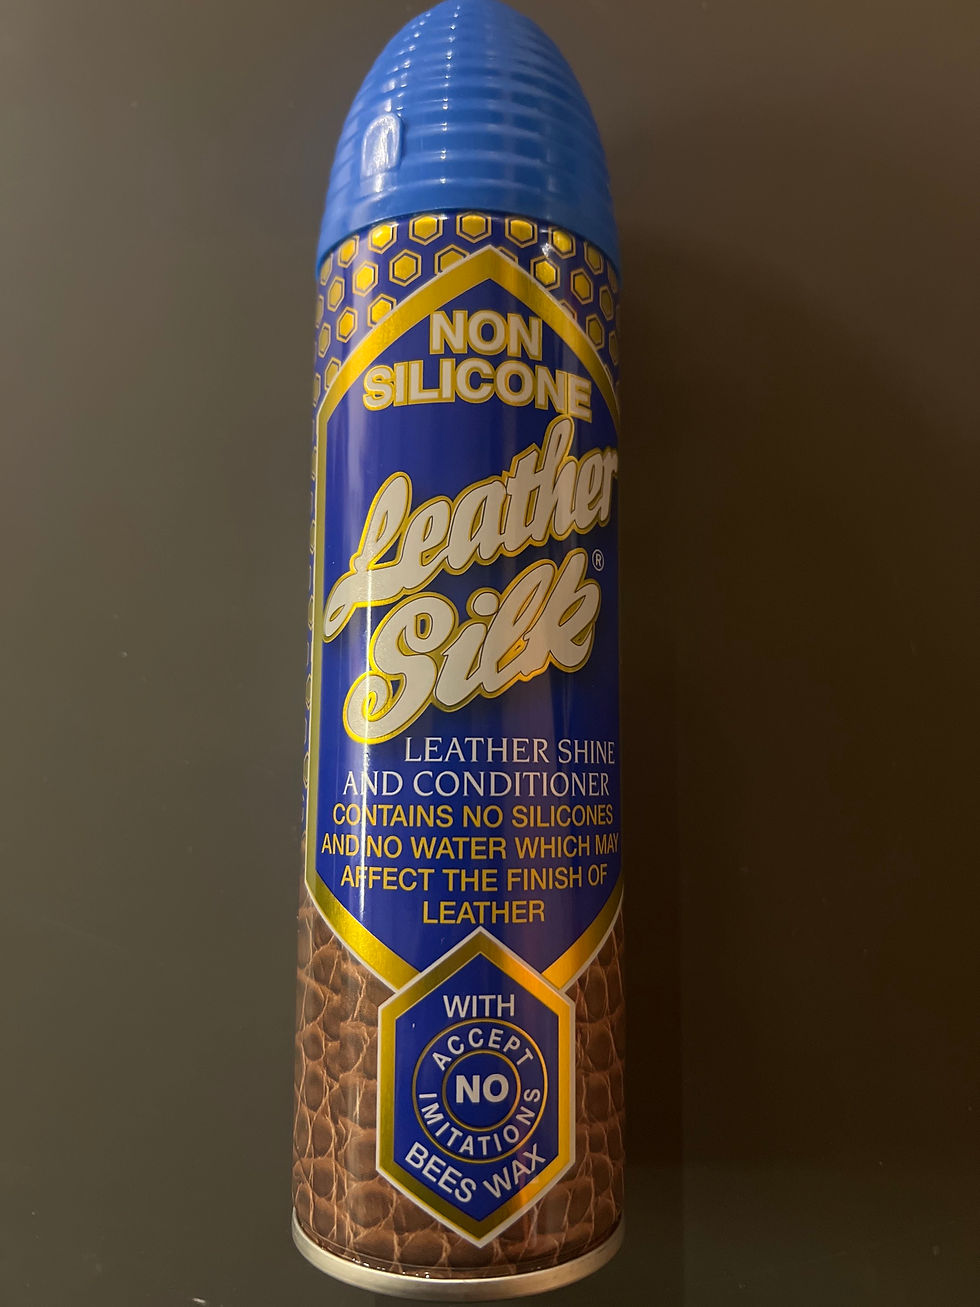 NON
SILICONE
Leather
Silk®
LEATHER SHINE
AND CONDITIONER
CONTAINS NO SILICONES
AND NO WATER WHICH MAY
AFFECT THE FINISH OF
LEATHER
WITH
ACCEPT
NO
IMITATIONS
BEES WAX